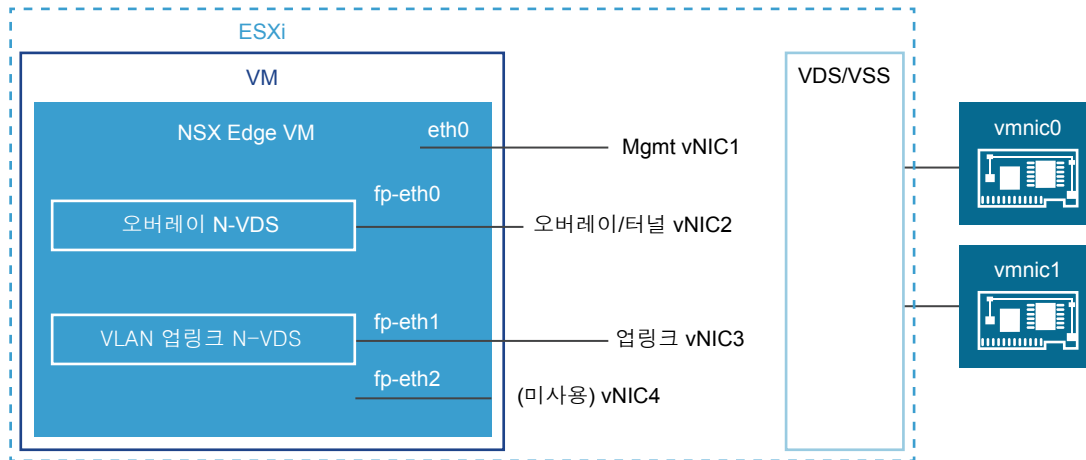 ESXi
VM
VDS/VSS
NSX Edge VM
eth0
Mgmt vNIC1
vmnic0
fp-eth0
오버레이 N-VDS
오버레이/터널 vNIC2
vmnic1
fp-eth1
VLAN 업링크 N-VDS
업링크 vNIC3
fp-eth2
(미사용) vNIC4